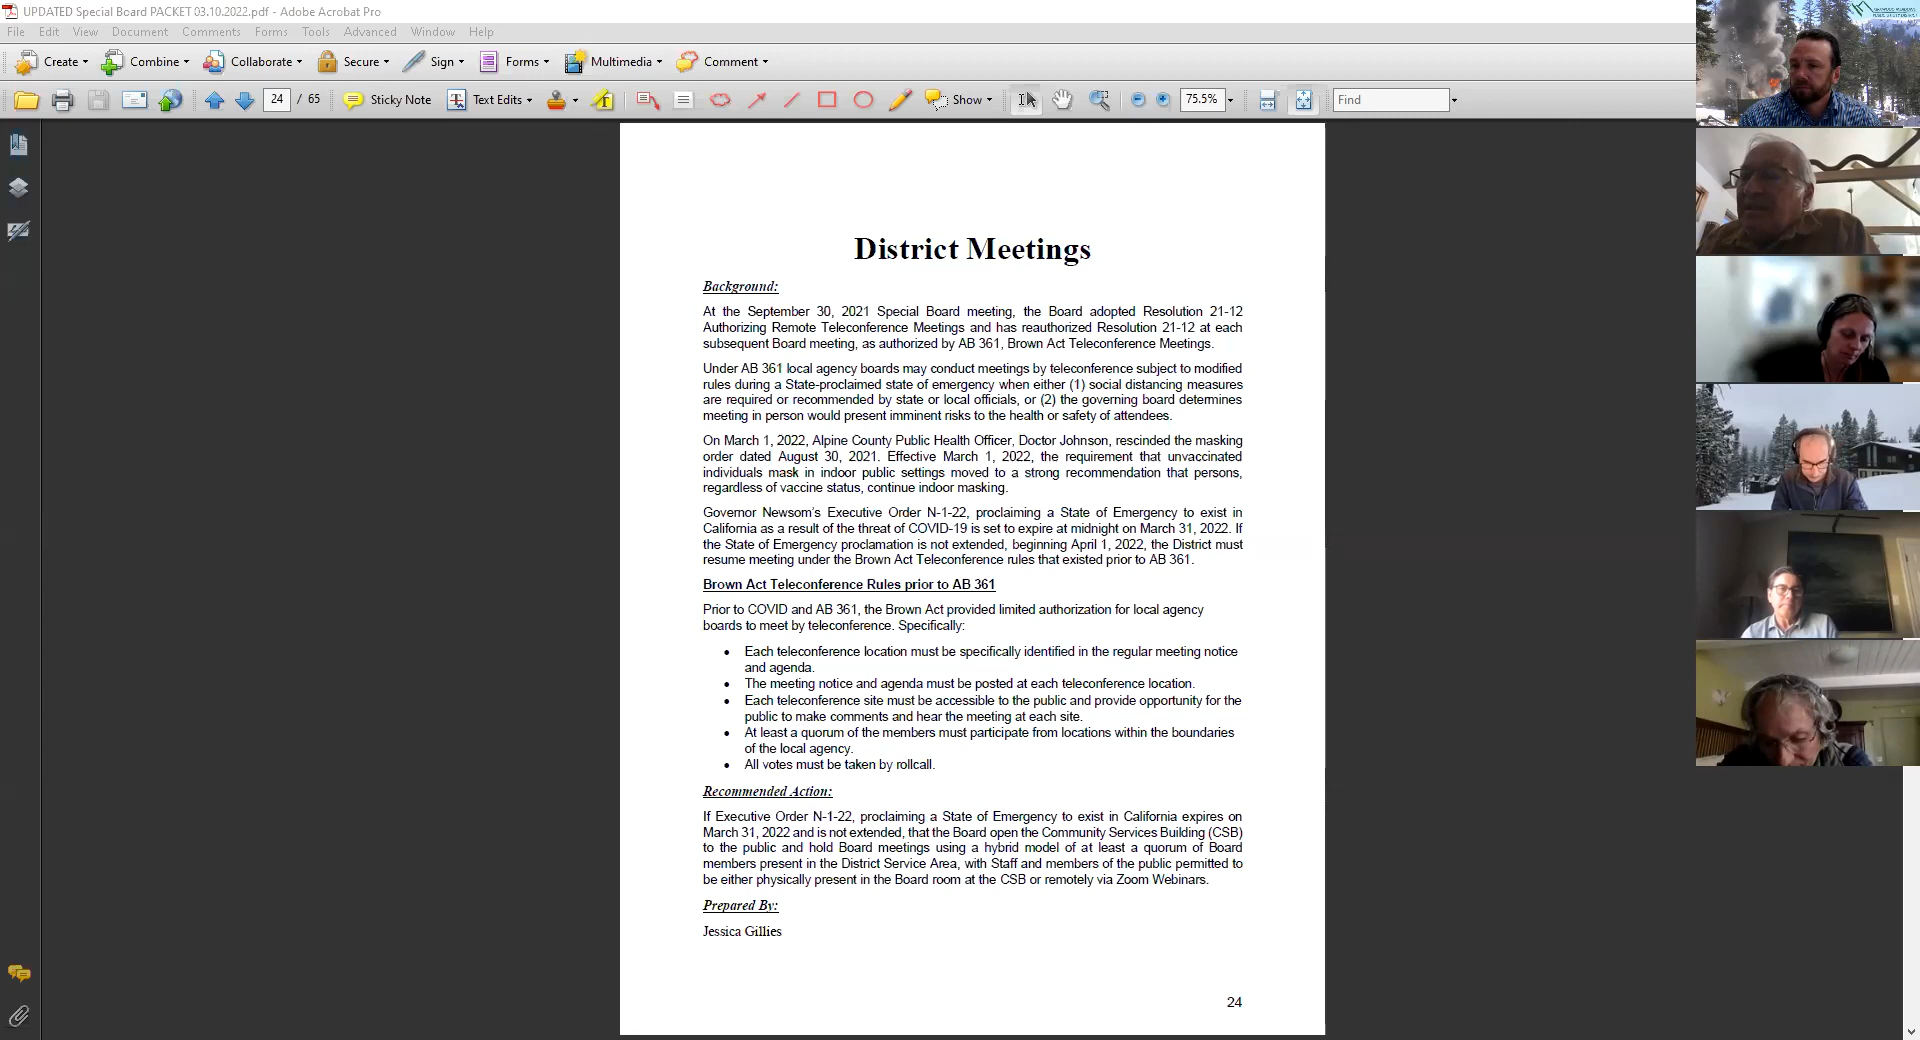 UPDATED Special Board PACKET 03.10.2022.pdf - Adobe Acrobat Pro
File Edit View Document Comments Forms Tools Advanced Window Help
Create Combine Collaborate Secure Sign Forms Multimedia Comment
24 / 65 Sticky Note Text Edits Show 75.5% Find
District Meetings
Background:
At the September 30, 2021 Special Board meeting, the Board adopted Resolution 21-12
Authorizing Remote Teleconference Meetings and has reauthorized Resolution 21-12 at each
subsequent Board meeting, as authorized by AB 361, Brown Act Teleconference Meetings.
Under AB 361 local agency boards may conduct meetings by teleconference subject to modified
rules during a State-proclaimed state of emergency when either (1) social distancing measures
are required or recommended by state or local officials, or (2) the governing board determines
meeting in person would present imminent risks to the health or safety of attendees.
On March 1, 2022, Alpine County Public Health Officer, Doctor Johnson, rescinded the masking
order dated August 30, 2021. Effective March 1, 2022, the requirement that unvaccinated
individuals mask in indoor public settings moved to a strong recommendation that persons,
regardless of vaccine status, continue indoor masking.
Governor Newsom's Executive Order N-1-22, proclaiming a State of Emergency to exist in
California as a result of the threat of COVID-19 is set to expire at midnight on March 31, 2022. If
the State of Emergency proclamation is not extended, beginning April 1, 2022, the District must
resume meeting under the Brown Act Teleconference rules that existed prior to AB 361.
Brown Act Teleconference Rules prior to AB 361
Prior to COVID and AB 361, the Brown Act provided limited authorization for local agency
boards to meet by teleconference. Specifically:
• Each teleconference location must be specifically identified in the regular meeting notice
and agenda.
• The meeting notice and agenda must be posted at each teleconference location.
• Each teleconference site must be accessible to the public and provide opportunity for the
public to make comments and hear the meeting at each site.
• At least a quorum of the members must participate from locations within the boundaries
of the local agency.
• All votes must be taken by rollcall.
Recommended Action:
If Executive Order N-1-22, proclaiming a State of Emergency to exist in California expires on
March 31, 2022 and is not extended, that the Board open the Community Services Building (CSB)
to the public and hold Board meetings using a hybrid model of at least a quorum of Board
members present in the District Service Area, with Staff and members of the public permitted to
be either physically present in the Board room at the CSB or remotely via Zoom Webinars.
Prepared By:
Jessica Gillies
24